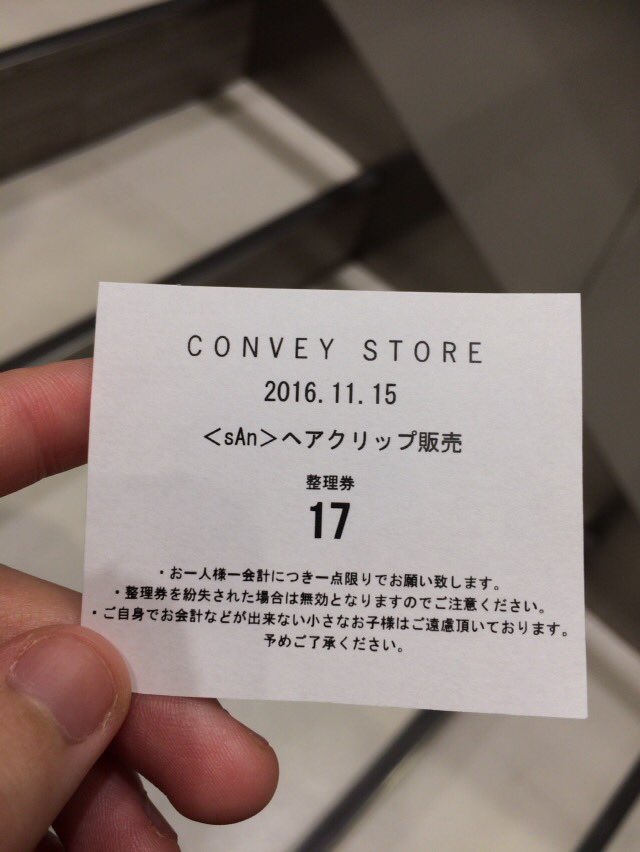 CONVEY STORE
2016.11.15
<sAn>ヘアクリップ販売
整理券
17
・お一人様一会計につき一点限りでお願い致します。
・整理券を紛失された場合は無効となりますのでご注意ください。
・ご自身でお会計などが出来ない小さなお子様はご遠慮頂いております。
予めご了承ください。